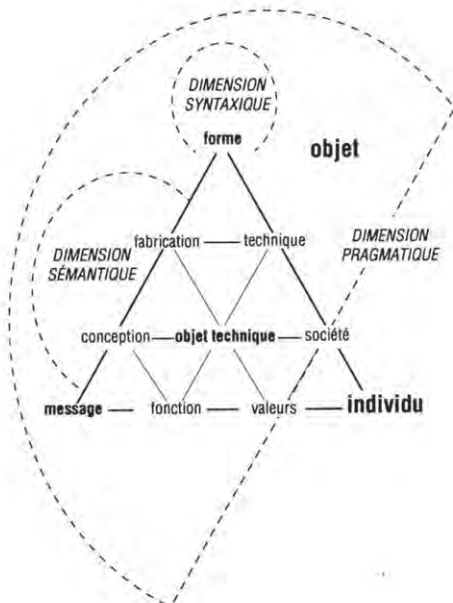 DIMENSION
SYNTAXIQUE
forme
objet
fabrication
technique
DIMENSION
SÉMANTIQUE
DIMENSION
PRAGMATIQUE
conception
objet technique
société
message
fonction
valeurs
individu